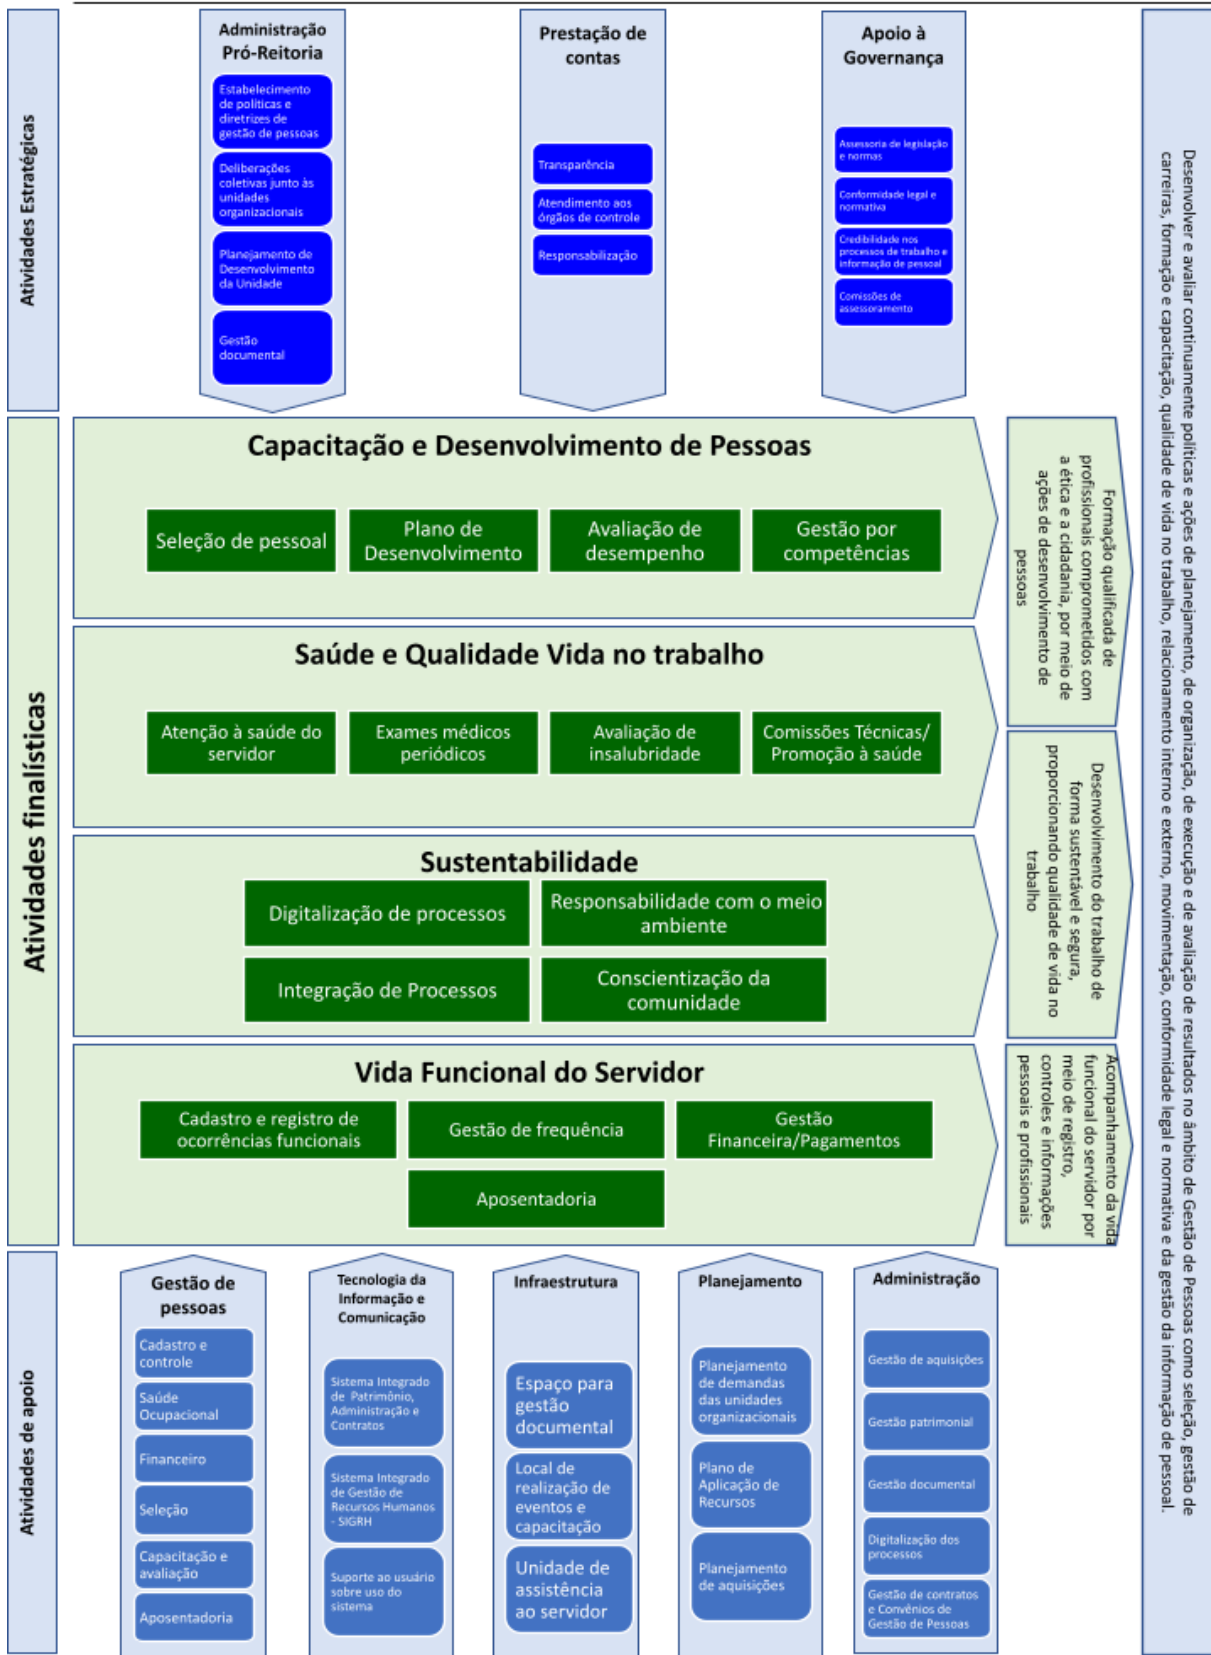 Atividades Estratégicas
Administração
Pró-Reitoria
Estabelecimento
de políticas e
diretrizes de
gestão de pessoas
Deliberações
coletivas junto às
unidades
organizacionais
Planejamento de
Desenvolvimento
da Unidade
Gestão
documental
Prestação de
contas
Transparência
Atendimento aos
órgãos de controle
Responsabilização
Apoio à
Governança
Assessoria de legislação
e normas
Conformidade legal e
normativa
Credibilidade nos
processos de trabalho e
informação de pessoal
Comissões de
assessoramento
Atividades finalísticas
Capacitação e Desenvolvimento de Pessoas
Seleção de pessoal
Plano de
Desenvolvimento
Avaliação de
desempenho
Gestão por
competências
Saúde e Qualidade Vida no trabalho
Atenção à saúde do
servidor
Exames médicos
periódicos
Avaliação de
insalubridade
Comissões Técnicas/
Promoção à saúde
Sustentabilidade
Digitalização de processos
Responsabilidade com o meio
ambiente
Integração de Processos
Conscientização da
comunidade
Vida Funcional do Servidor
Cadastro e registro de
ocorrências funcionais
Gestão de frequência
Gestão
Financeira/Pagamentos
Aposentadoria
Formação qualificada de
profissionais comprometidos com
a ética e a cidadania, por meio de
ações de desenvolvimento de
pessoas
Desenvolvimento do trabalho de
forma sustentável e segura,
proporcionando qualidade de vida no
trabalho
Acompanhamento da vida
funcional do servidor por
meio de registro,
controles e informações
pessoais e profissionais
Atividades de apoio
Gestão de
pessoas
Cadastro e
controle
Saúde
Ocupacional
Financeiro
Seleção
Capacitação e
avaliação
Aposentadoria
Tecnologia da
Informação e
Comunicação
Sistema Integrado
de Patrimônio,
Administração e
Contratos
Sistema Integrado
de Gestão de
Recursos Humanos
- SIGRH
Suporte ao usuário
sobre uso do
sistema
Infraestrutura
Espaço para
gestão
documental
Local de
realização de
eventos e
capacitação
Unidade de
assistência
ao servidor
Planejamento
Planejamento
de demandas
das unidades
organizacionais
Plano de
Aplicação de
Recursos
Planejamento
de aquisições
Administração
Gestão de aquisições
Gestão patrimonial
Gestão documental
Digitalização dos
processos
Gestão de contratos
e Convênios de
Gestão de Pessoas
Desenvolver e avaliar continuamente políticas e ações de planejamento, de organização, de execução e de avaliação de resultados no âmbito de Gestão de Pessoas como seleção, gestão de
carreiras, formação e capacitação, qualidade de vida no trabalho, relacionamento interno e externo, movimentação, conformidade legal e normativa e da gestão da informação de pessoal.